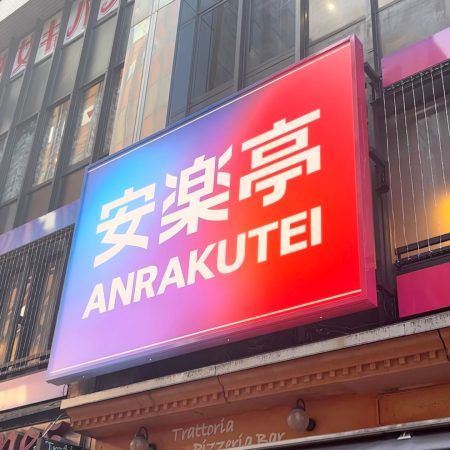 安楽亭
ANRAKUTEI
Trattoria
Pizzeria Bar